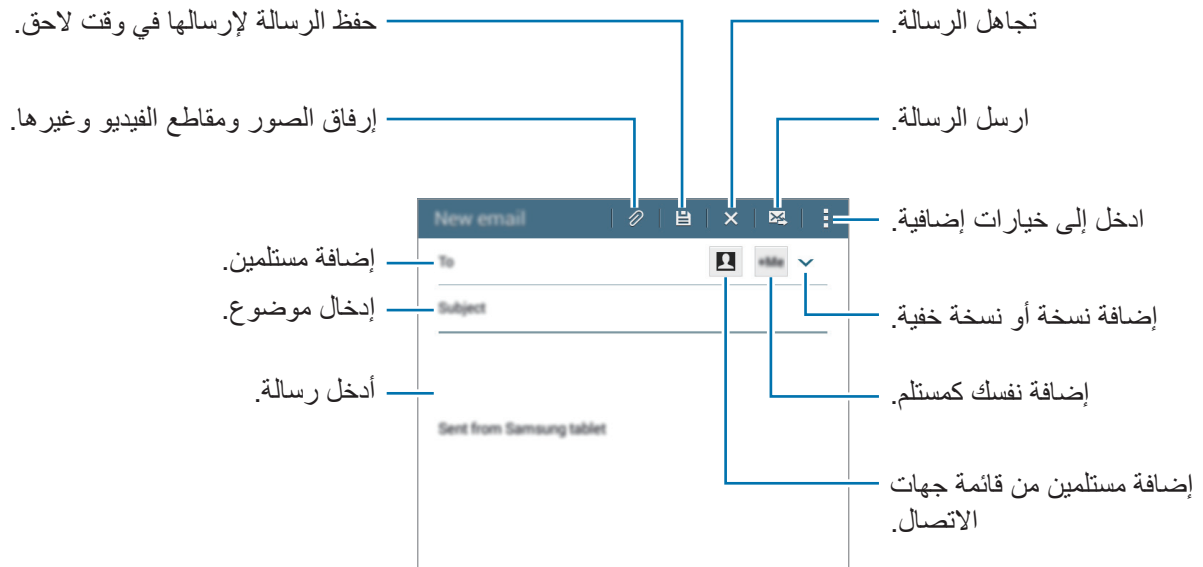 تجاهل الرسالة.
حفظ الرسالة لإرسالها في وقت لاحق.
ارسل الرسالة.
إرفاق الصور ومقاطع الفيديو وغيرها.
ادخل إلى خيارات إضافية.
New email
إضافة مستلمين.
To
+Me
إدخال موضوع.
Subject
إضافة نسخة أو نسخة خفية.
أدخل رسالة.
إضافة نفسك كمستلم.
Sent from Samsung tablet
إضافة مستلمين من قائمة جهات
الاتصال.